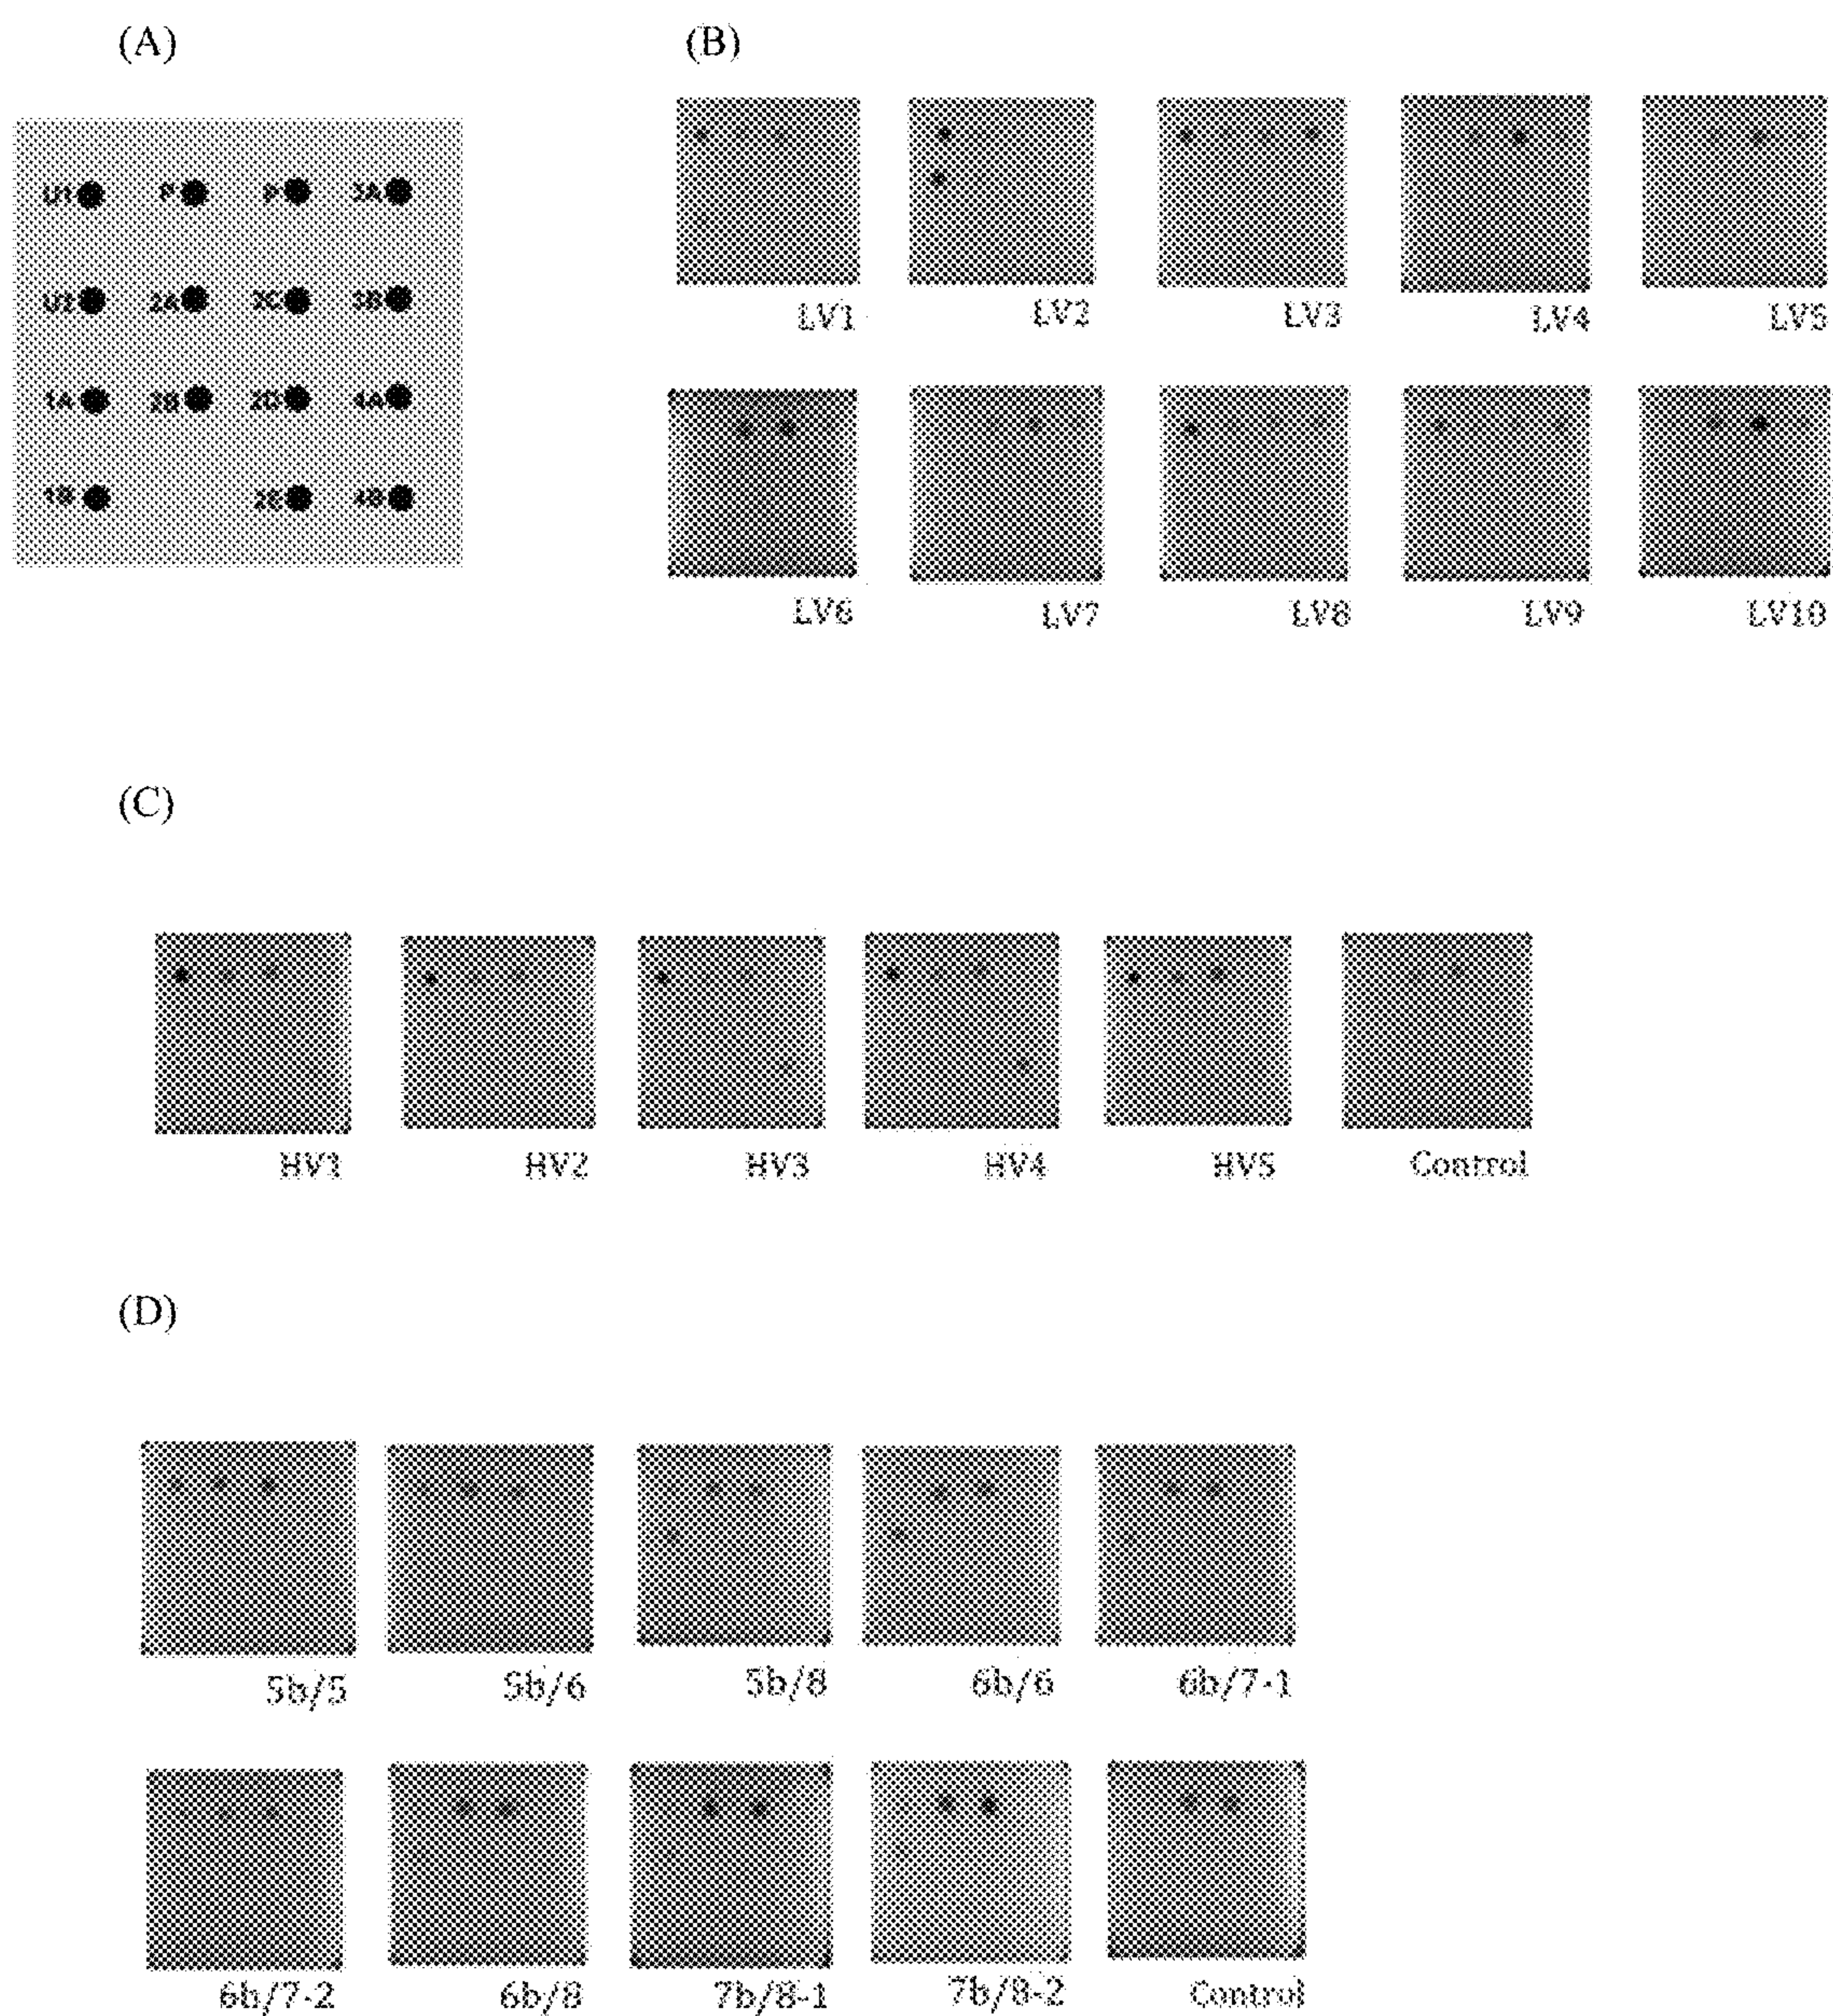 (A)
(B)
U1 P P 3A
U2 2A 2C 3B
1A 2B 2D 4A
1B 2E 4B
LV1 LV2 LV3 LV4 LV5
LV6 LV7 LV8 LV9 LV10
(C)
HV1 HV2 HV3 HV4 HV5 Control
(D)
5b/5 5b/6 5b/8 6b/6 6b/7-1
6b/7-2 6b/8 7b/8-1 7b/8-2 Control